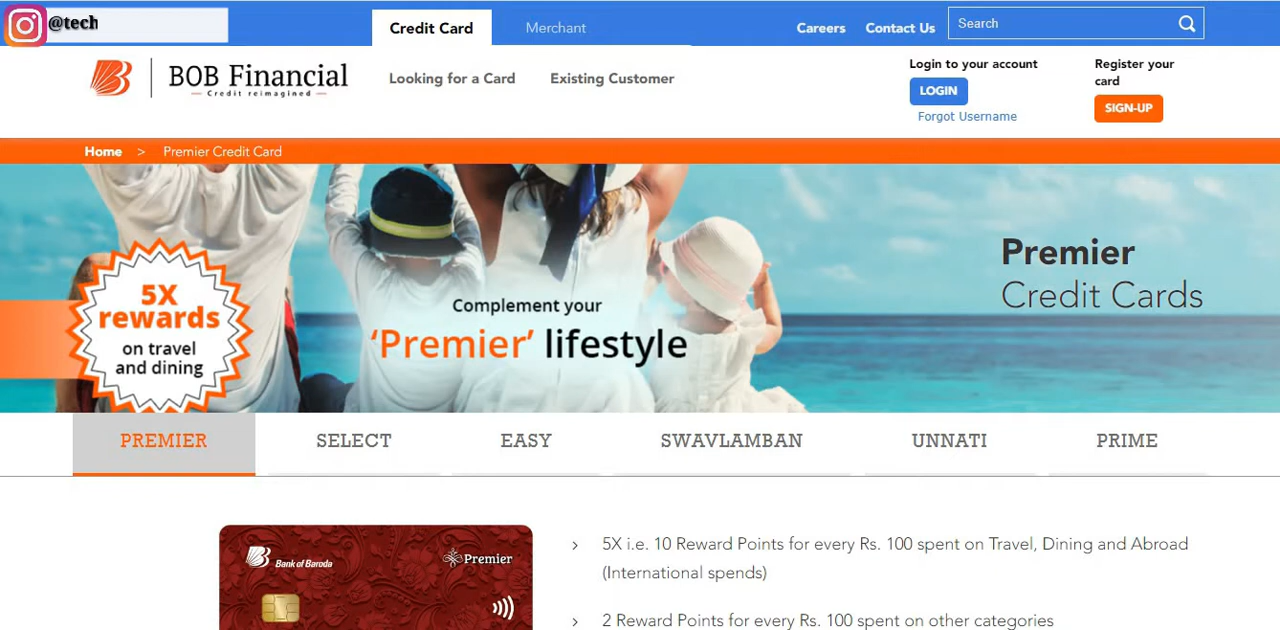 @tech
Credit Card
Merchant
Careers
Contact Us
Search
BOB Financial
Credit reimagined
Looking for a Card
Existing Customer
Login to your account
LOGIN
Forgot Username
Register your
card
SIGN-UP
Home > Premier Credit Card
5X
rewards
on travel
and dining
Complement your
‘Premier’ lifestyle
Premier
Credit Cards
PREMIER
SELECT
EASY
SWAVLAMBAN
UNNATI
PRIME
Bank of Baroda
Premier
5X i.e. 10 Reward Points for every Rs. 100 spent on Travel, Dining and Abroad
(International spends)
2 Reward Points for every Rs. 100 spent on other categories